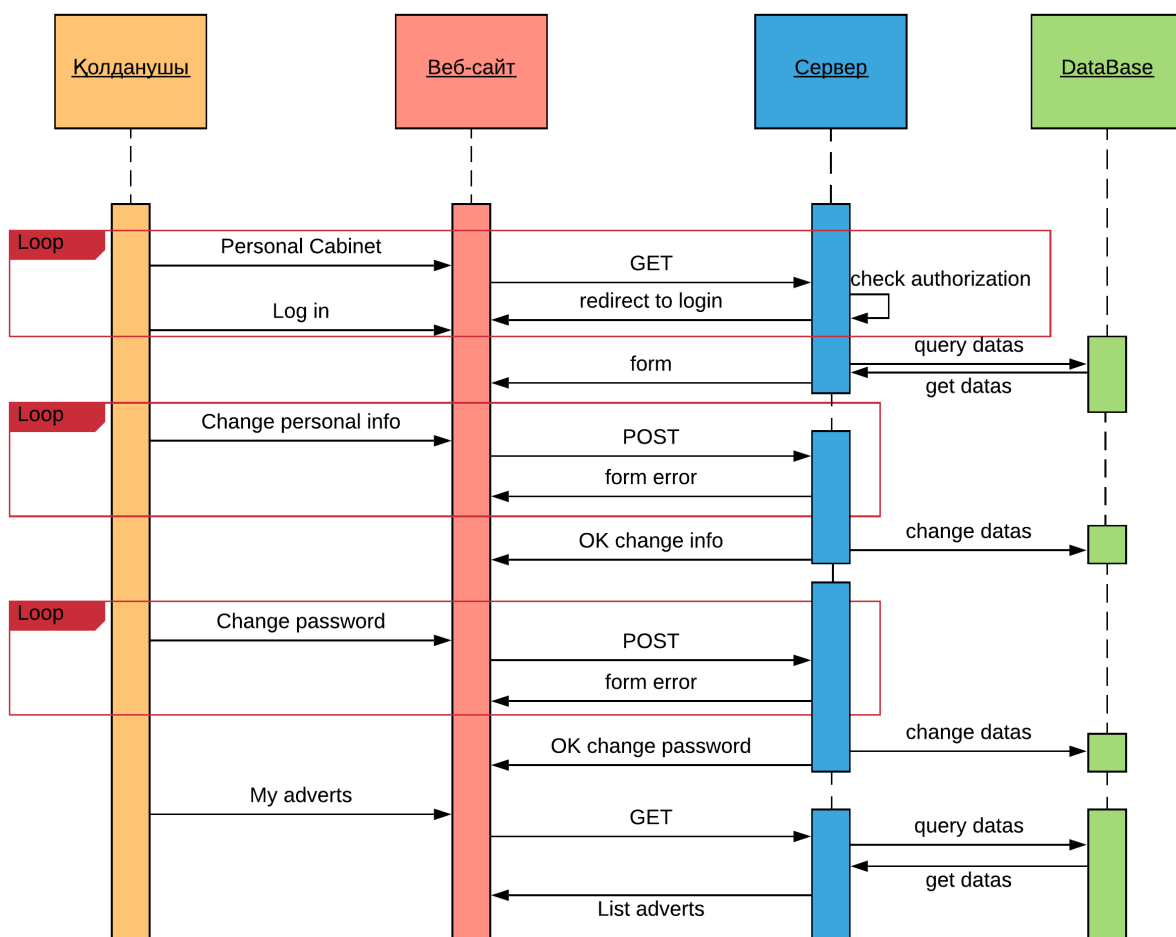 Қолданушы
Веб-сайт
Сервер
DataBase
Loop
Personal Cabinet
GET
check authorization
redirect to login
Log in
query datas
form
get datas
Loop
Change personal info
POST
form error
change datas
OK change info
Loop
Change password
POST
form error
change datas
OK change password
My adverts
GET
query datas
get datas
List adverts